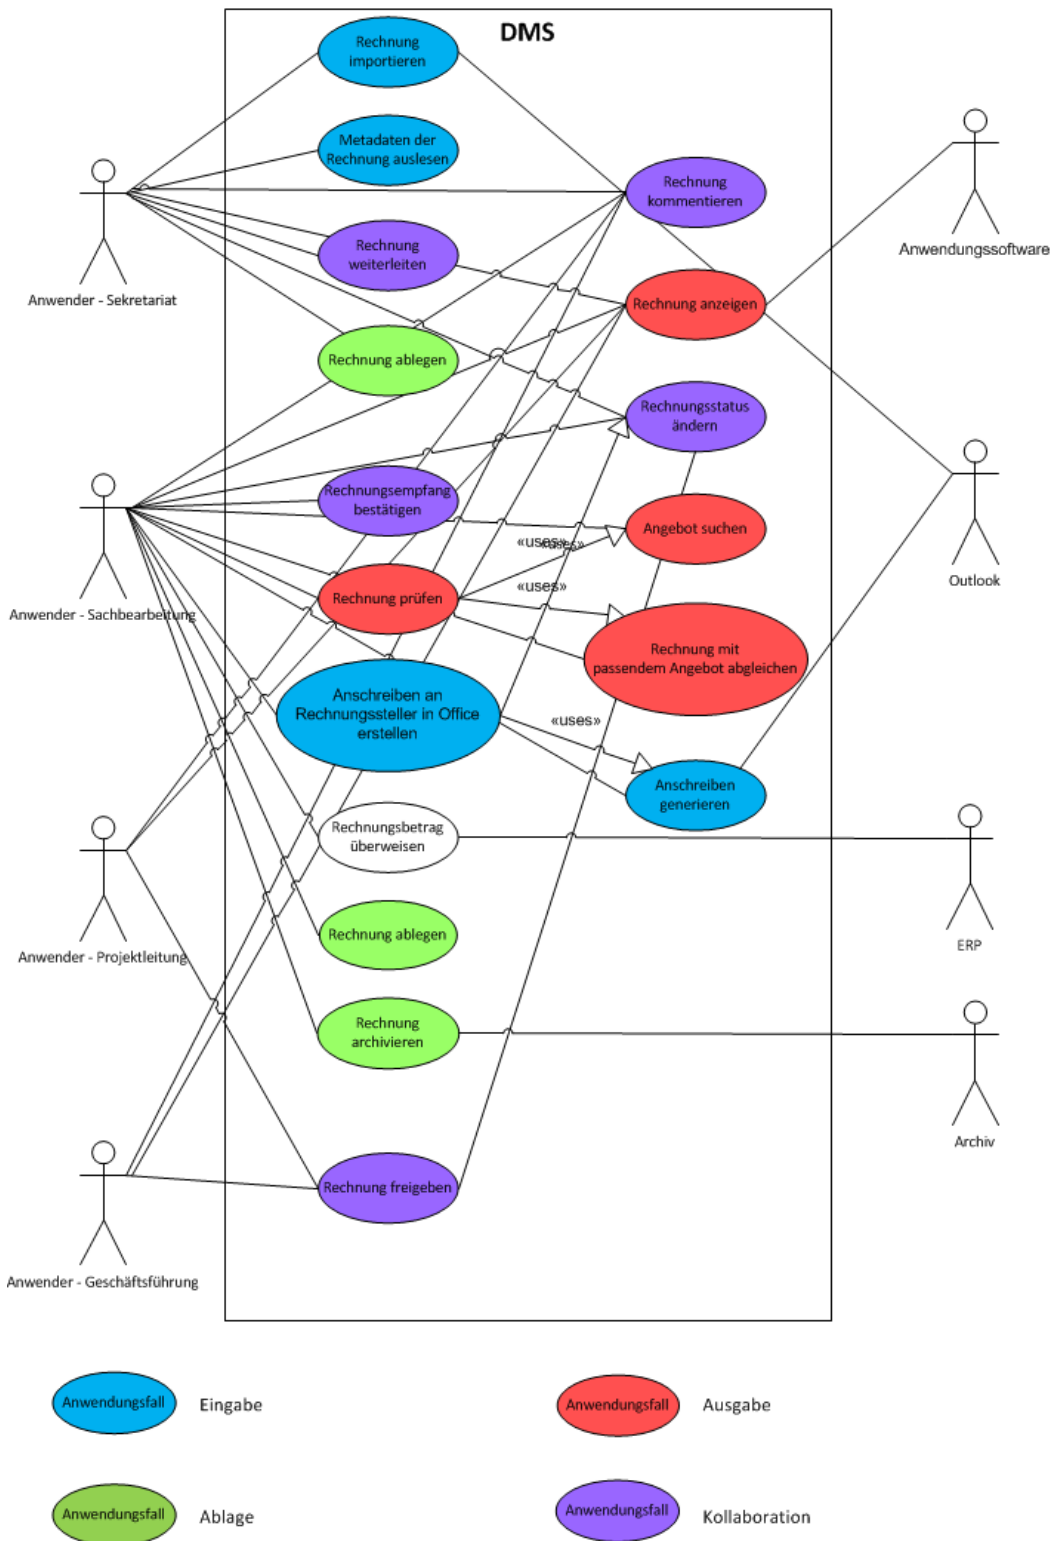 DMS
Rechnung
importieren
Metadaten der
Rechnung auslesen
Rechnung
kommentieren
Anwendungssoftware
Rechnung
weiterleiten
Anwender - Sekretariat
Rechnung anzeigen
Rechnung ablegen
Rechnungsstatus
ändern
Rechnungsempfang
bestätigen
Angebot suchen
«uses»
«uses»
Outlook
«uses»
Rechnung prüfen
Anwender - Sachbearbeitung
Rechnung mit
passendem Angebot abgleichen
Anschreiben an
Rechnungssteller in Office
erstellen
«uses»
Anschreiben
generieren
Rechnungsbetrag
überweisen
Rechnung ablegen
ERP
Anwender - Projektleitung
Rechnung
archivieren
Archiv
Rechnung freigeben
Anwender - Geschäftsführung
Anwendungsfall
Eingabe
Anwendungsfall
Ausgabe
Anwendungsfall
Ablage
Anwendungsfall
Kollaboration